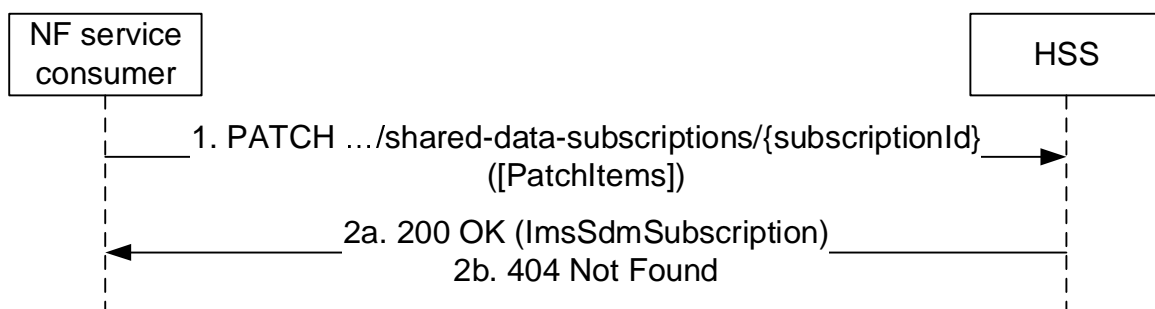 NF service
consumer
HSS
1. PATCH …/shared-data-subscriptions/{subscriptionId}
([PatchItems])
2a. 200 OK (ImsSdmSubscription)
2b. 404 Not Found